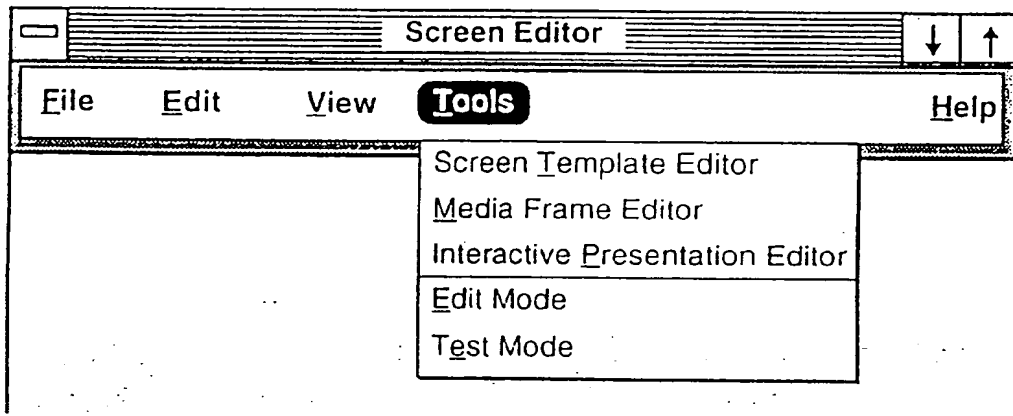 Screen Editor
File Edit View Tools Help
Screen Template Editor
Media Frame Editor
Interactive Presentation Editor
Edit Mode
Test Mode